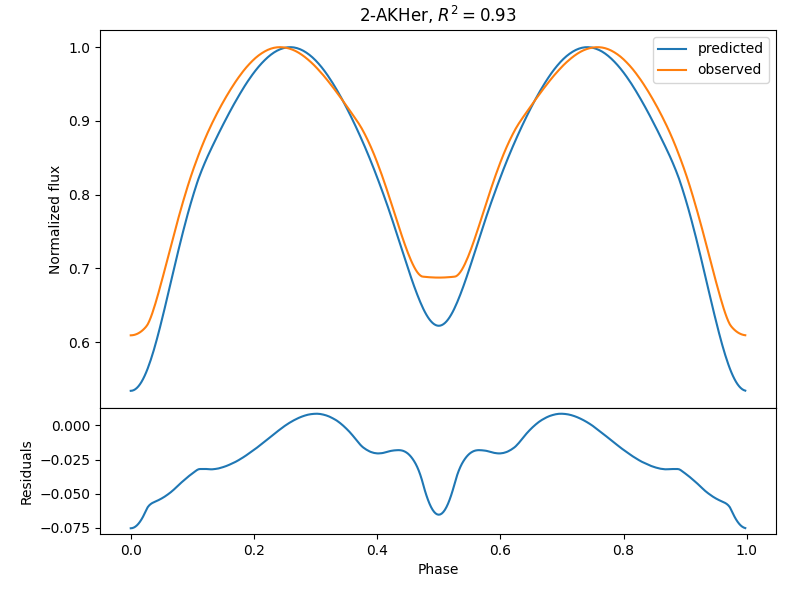 2-AKHer, R² = 0.93
predicted
observed
Normalized flux
1.0
0.9
0.8
0.7
0.6
Residuals
0.000
−0.025
−0.050
−0.075
0.0
0.2
0.4
0.6
0.8
1.0
Phase